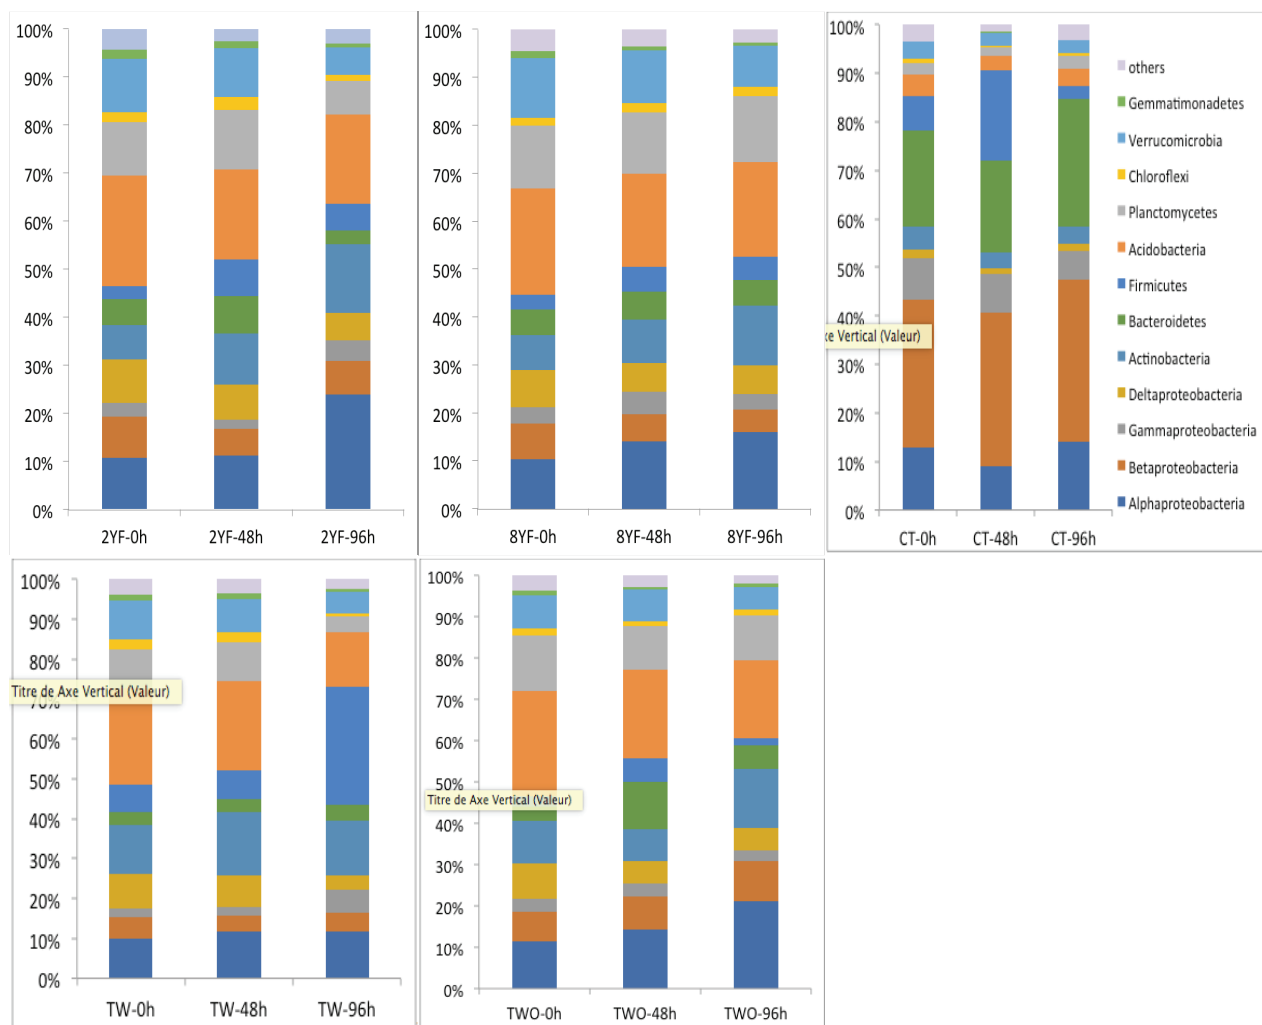 100%
90%
80%
70%
60%
50%
40%
30%
20%
10%
0%
2YF-0h
2YF-48h
2YF-96h
100%
90%
80%
70%
60%
50%
40%
30%
20%
10%
0%
8YF-0h
8YF-48h
8YF-96h
100%
90%
80%
70%
60%
50%
40%
Axe Vertical (Valeur)
30%
20%
10%
0%
CT-0h
CT-48h
CT-96h
others
Gemmatimonadetes
Verrucomicrobia
Chloroflexi
Planctomycetes
Acidobacteria
Firmicutes
Bacteroidetes
Actinobacteria
Deltaproteobacteria
Gammaproteobacteria
Betaproteobacteria
Alphaproteobacteria
100%
90%
80%
Titre de Axe Vertical (Valeur)
70%
60%
50%
40%
30%
20%
10%
0%
TW-0h
TW-48h
TW-96h
100%
90%
80%
70%
60%
50%
Titre de Axe Vertical (Valeur)
40%
30%
20%
10%
0%
TWO-0h
TWO-48h
TWO-96h